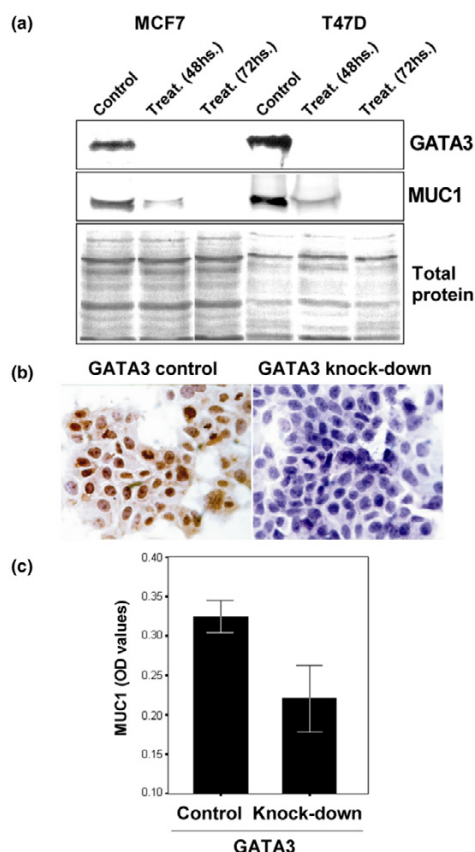 (a)
MCF7 T47D
Control Treat. (48hs.) Treat. (72hs.) Control Treat. (48hs.) Treat. (72hs.)
GATA3
MUC1
Total
protein
(b)
GATA3 control GATA3 knock-down
(c)
MUC1 (OD values)
0.40
0.35
0.30
0.25
0.20
0.15
0.10
Control Knock-down
GATA3